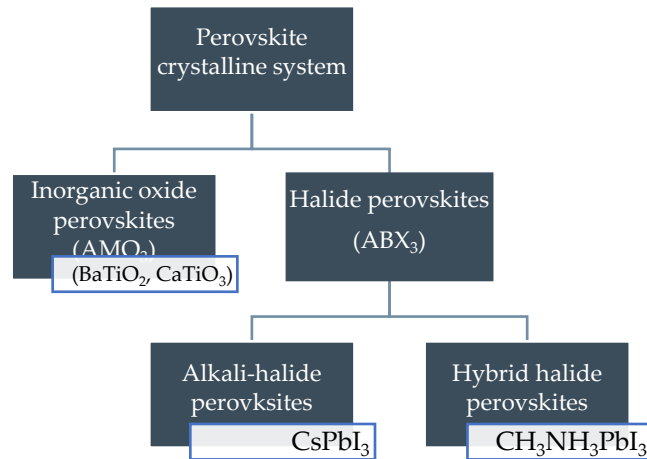 Perovskite
crystalline system
Inorganic oxide
perovskites
(AMO₃)
(BaTiO₂, CaTiO₃)
Halide perovskites
(ABX₃)
Alkali-halide
perovksites
CsPbI₃
Hybrid halide
perovskites
CH₃NH₃PbI₃